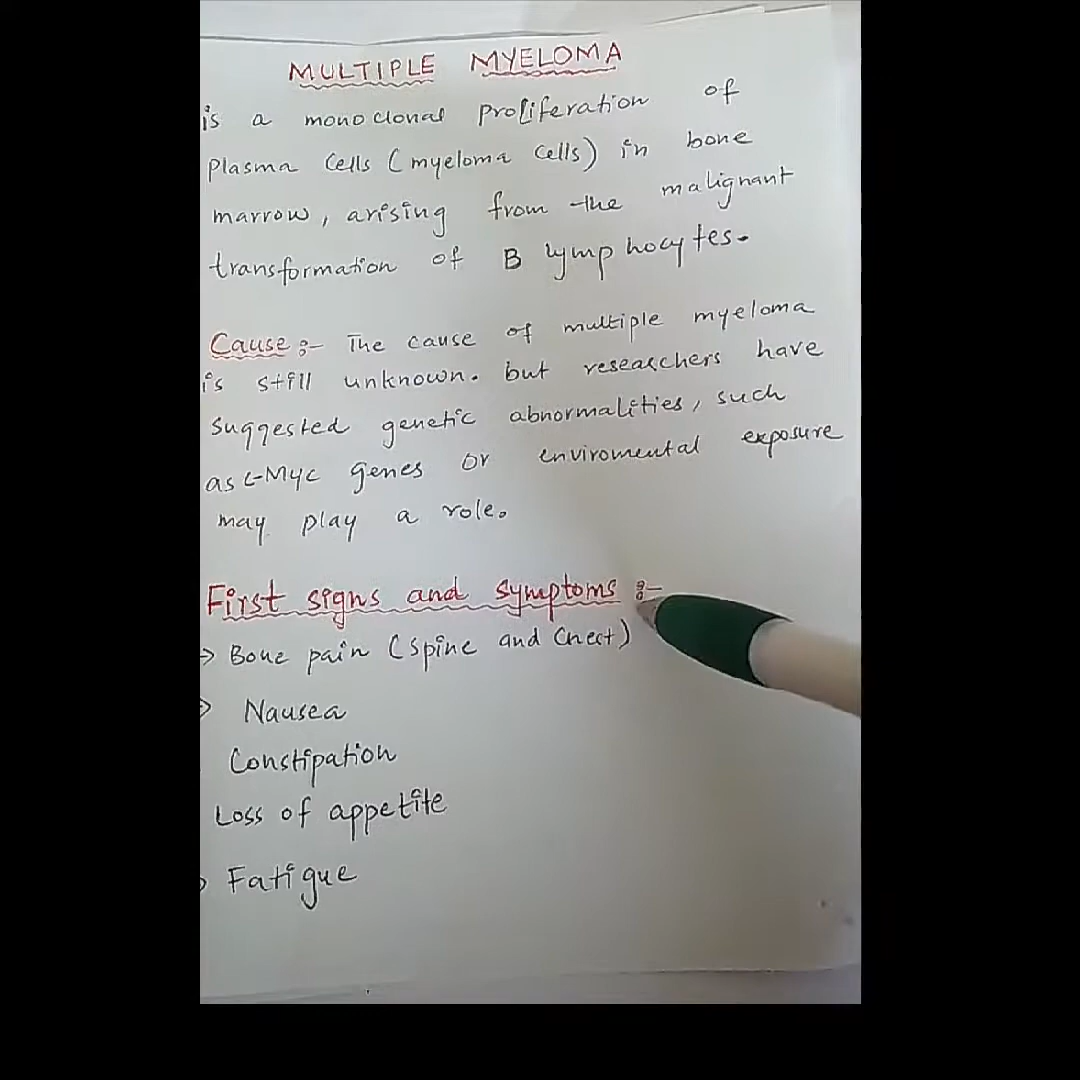 MULTIPLE MYELOMA
is a monoclonal proliferation of
plasma cells (myeloma cells) in bone
marrow, arising from the malignant
transformation of B lymphocytes.
Cause :- The cause of multiple myeloma
is still unknown. but researchers have
suggested genetic abnormalities, such
as c-Myc genes or enviromental exposure
may play a role.
First signs and symptoms :-
→ Bone pain (spine and Chest)
→ Nausea
Constipation
Loss of appetite
→ Fatigue